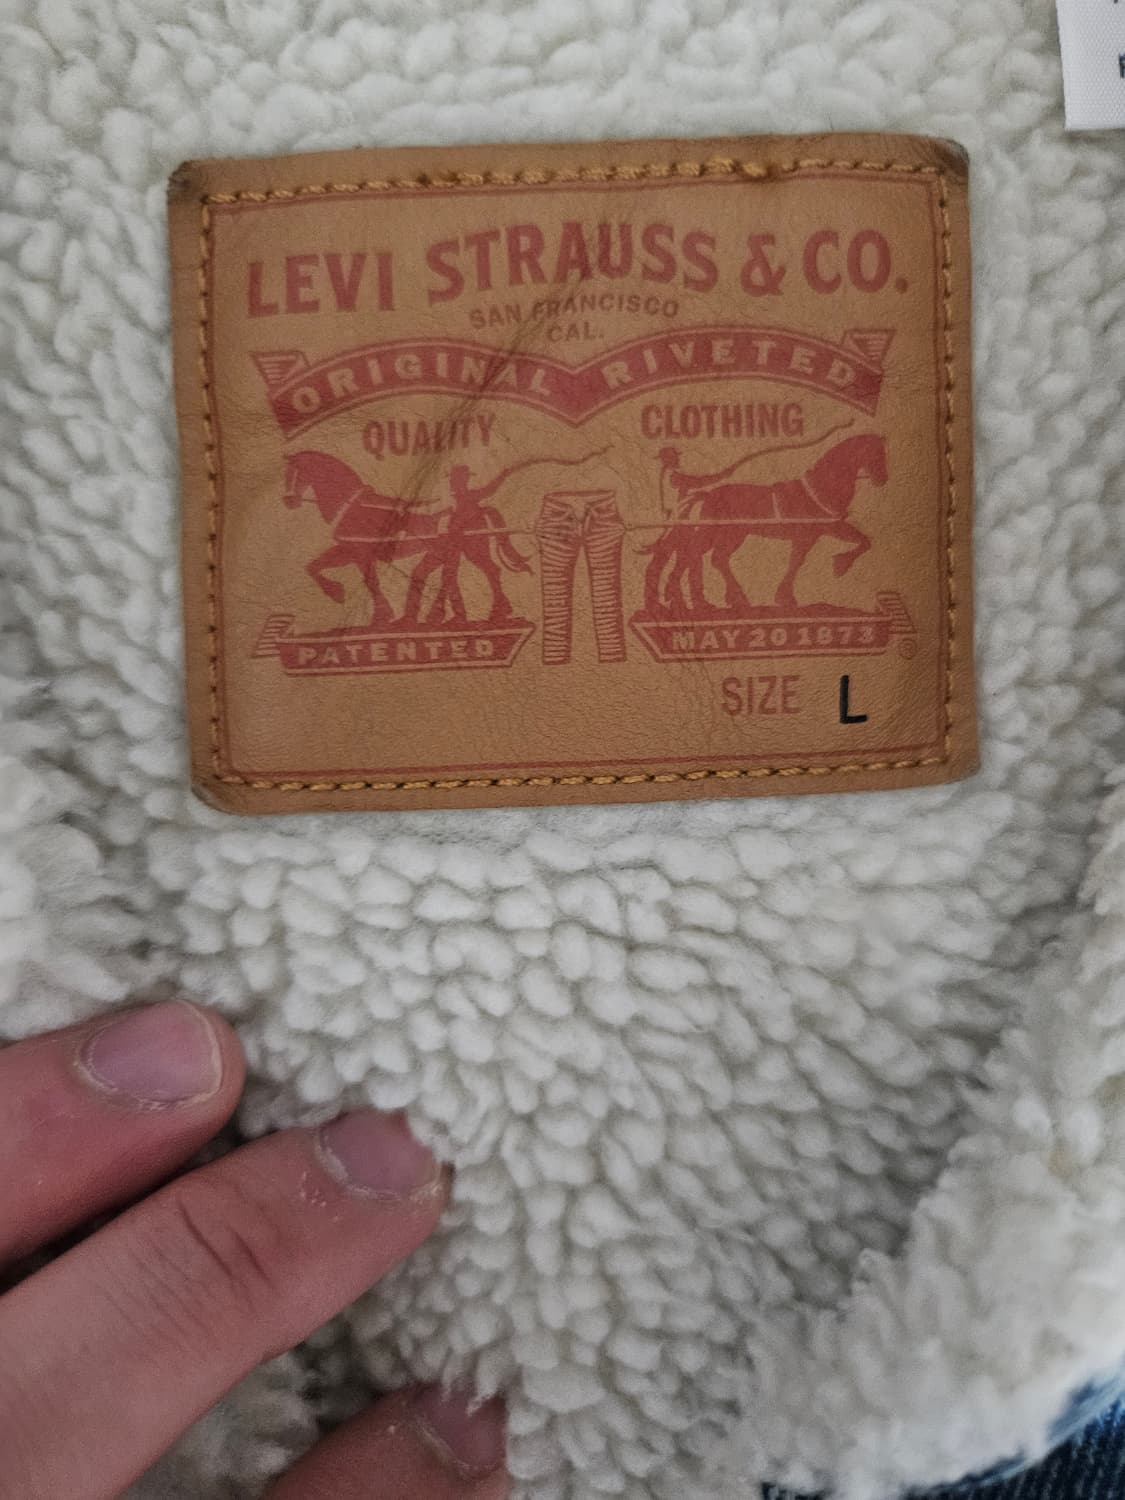 LEVI STRAUSS & CO.
SAN FRANCISCO
CAL.
ORIGINAL RIVETED
QUALITY CLOTHING
PATENTED MAY 20 1873 ®
SIZE L